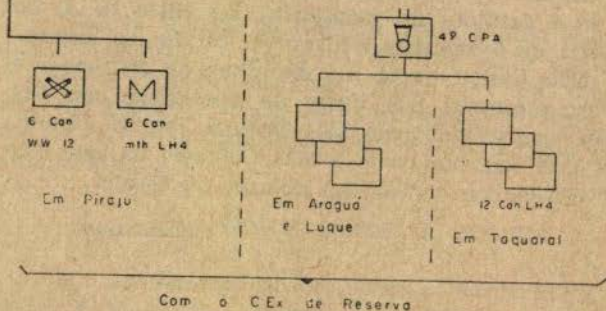 4º CPA
M
6 Can
WW 12
6 Can
mth LH4
Em Piraju
Em Araguá
e Luque
12 Can LH4
Em Taquaral
Com o CEx de Reserva